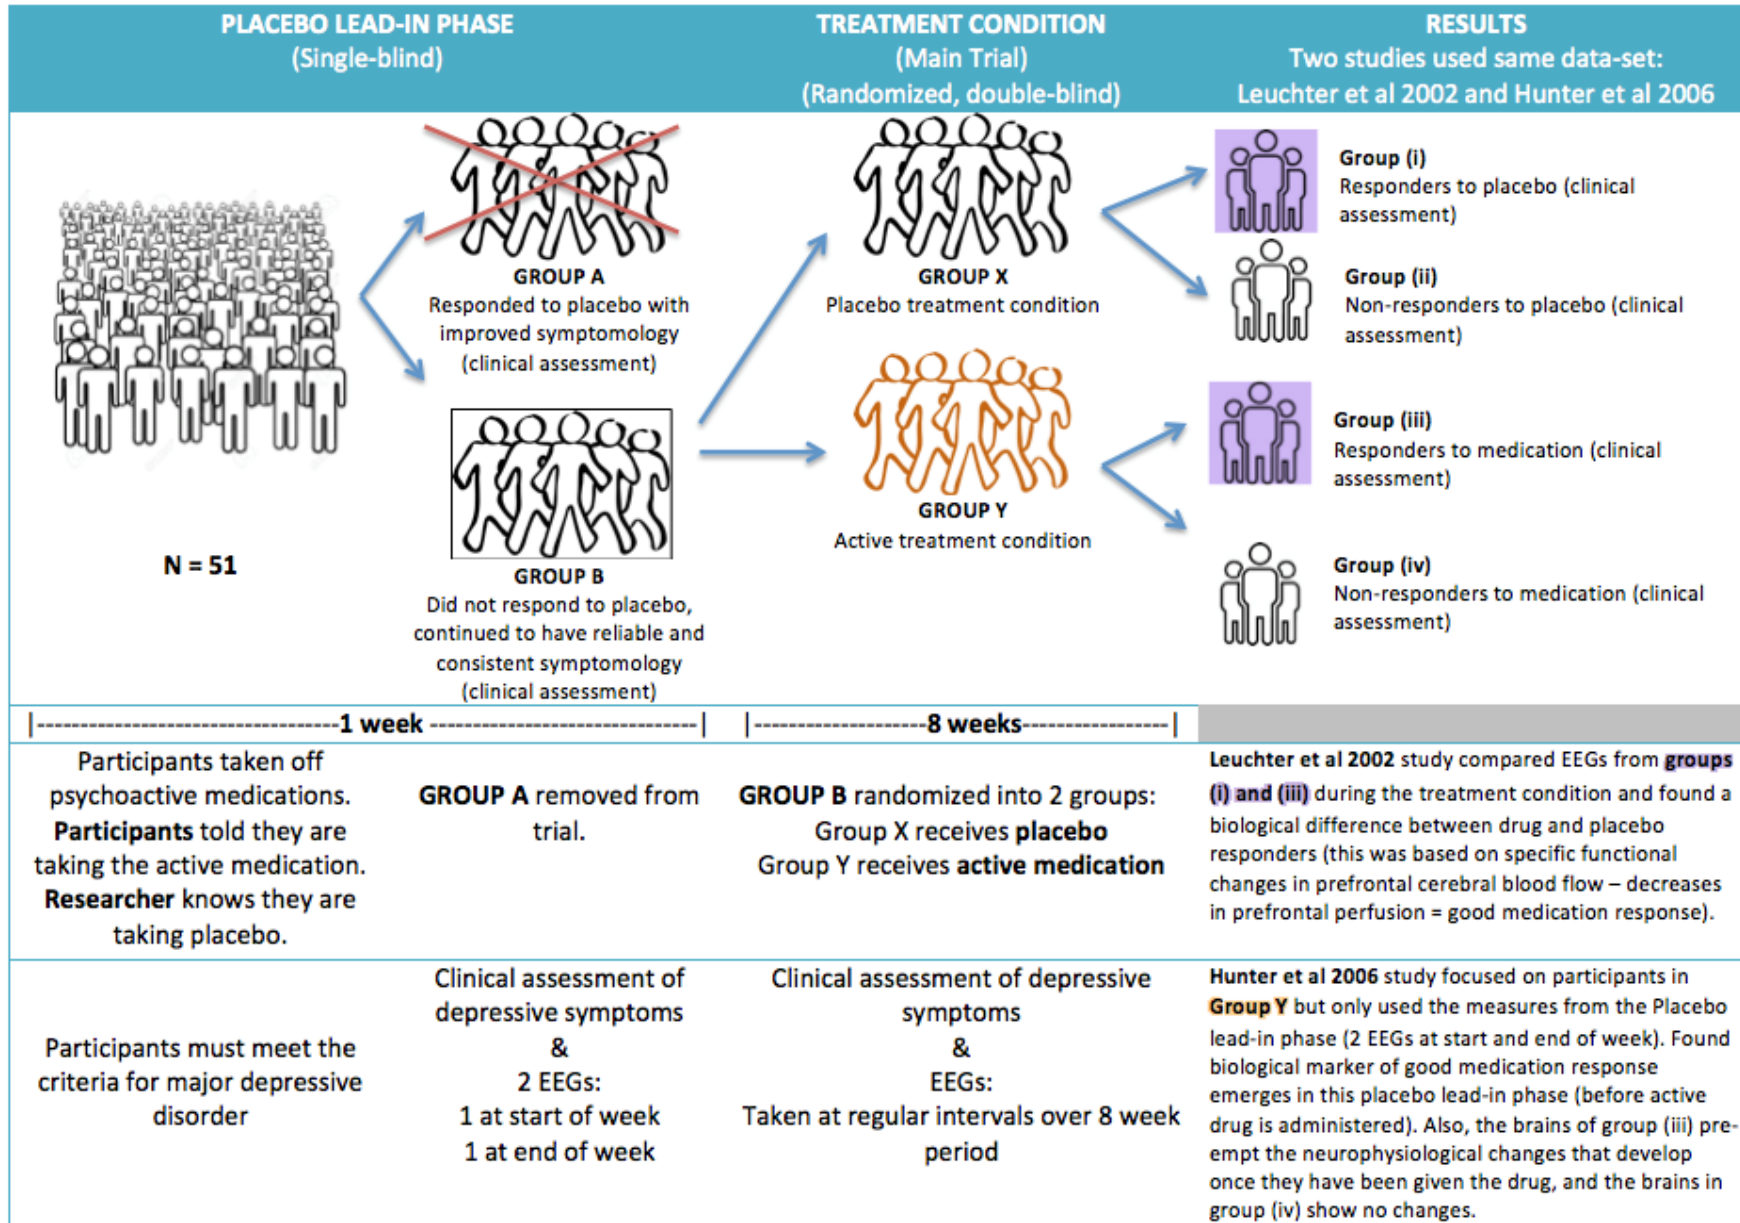 PLACEBO LEAD-IN PHASE
(Single-blind)
TREATMENT CONDITION
(Main Trial)
(Randomized, double-blind)
RESULTS
Two studies used same data-set:
Leuchter et al 2002 and Hunter et al 2006
N = 51
GROUP A
Responded to placebo with
improved symptomology
(clinical assessment)
GROUP B
Did not respond to placebo,
continued to have reliable and
consistent symptomology
(clinical assessment)
GROUP X
Placebo treatment condition
GROUP Y
Active treatment condition
Group (i)
Responders to placebo (clinical
assessment)
Group (ii)
Non-responders to placebo (clinical
assessment)
Group (iii)
Responders to medication (clinical
assessment)
Group (iv)
Non-responders to medication (clinical
assessment)
|-----------------------------------1 week -------------------------------|
|--------------------8 weeks-----------------|
Participants taken off
psychoactive medications.
Participants told they are
taking the active medication.
Researcher knows they are
taking placebo.
GROUP A removed from
trial.
GROUP B randomized into 2 groups:
Group X receives placebo
Group Y receives active medication
Leuchter et al 2002 study compared EEGs from groups
(i) and (iii) during the treatment condition and found a
biological difference between drug and placebo
responders (this was based on specific functional
changes in prefrontal cerebral blood flow – decreases
in prefrontal perfusion = good medication response).
Participants must meet the
criteria for major depressive
disorder
Clinical assessment of
depressive symptoms
&
2 EEGs:
1 at start of week
1 at end of week
Clinical assessment of depressive
symptoms
&
EEGs:
Taken at regular intervals over 8 week
period
Hunter et al 2006 study focused on participants in
Group Y but only used the measures from the Placebo
lead-in phase (2 EEGs at start and end of week). Found
biological marker of good medication response
emerges in this placebo lead-in phase (before active
drug is administered). Also, the brains of group (iii) pre-
empt the neurophysiological changes that develop
once they have been given the drug, and the brains in
group (iv) show no changes.